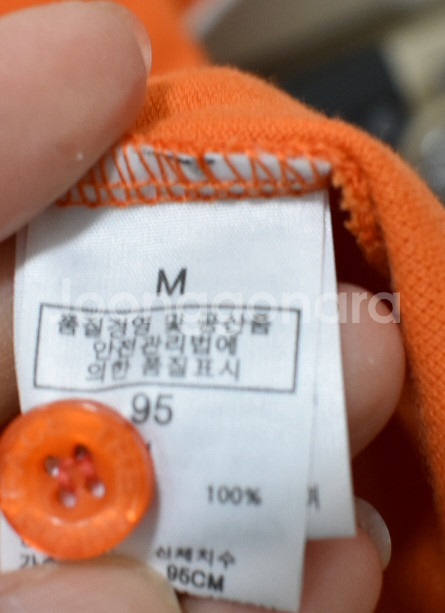 M
품질경영 및 공산품
안전관리법에
의한 품질표시
95
100%
신체치수
95CM